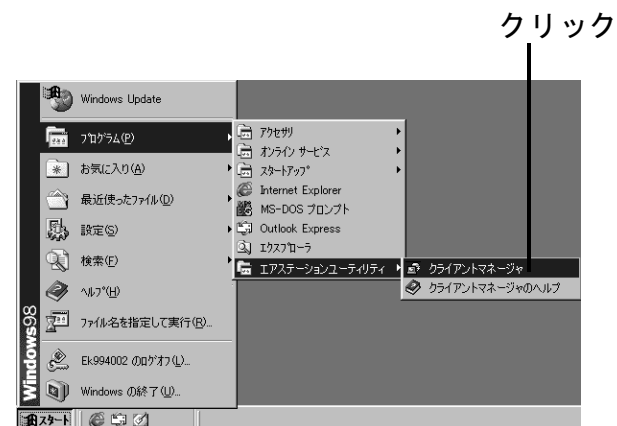 クリック
Windows Update
プログラム(P)
お気に入り(A)
最近使ったファイル(D)
設定(S)
検索(F)
ヘルプ(H)
ファイル名を指定して実行(R)...
Ek994002 のログオフ(L)...
Windows の終了(U)...
Windows98
スタート
アクセサリ
オンライン サービス
スタートアップ
Internet Explorer
MS-DOS プロンプト
Outlook Express
エクスプローラ
エアステーションユーティリティ
クライアントマネージャ
クライアントマネージャのヘルプ